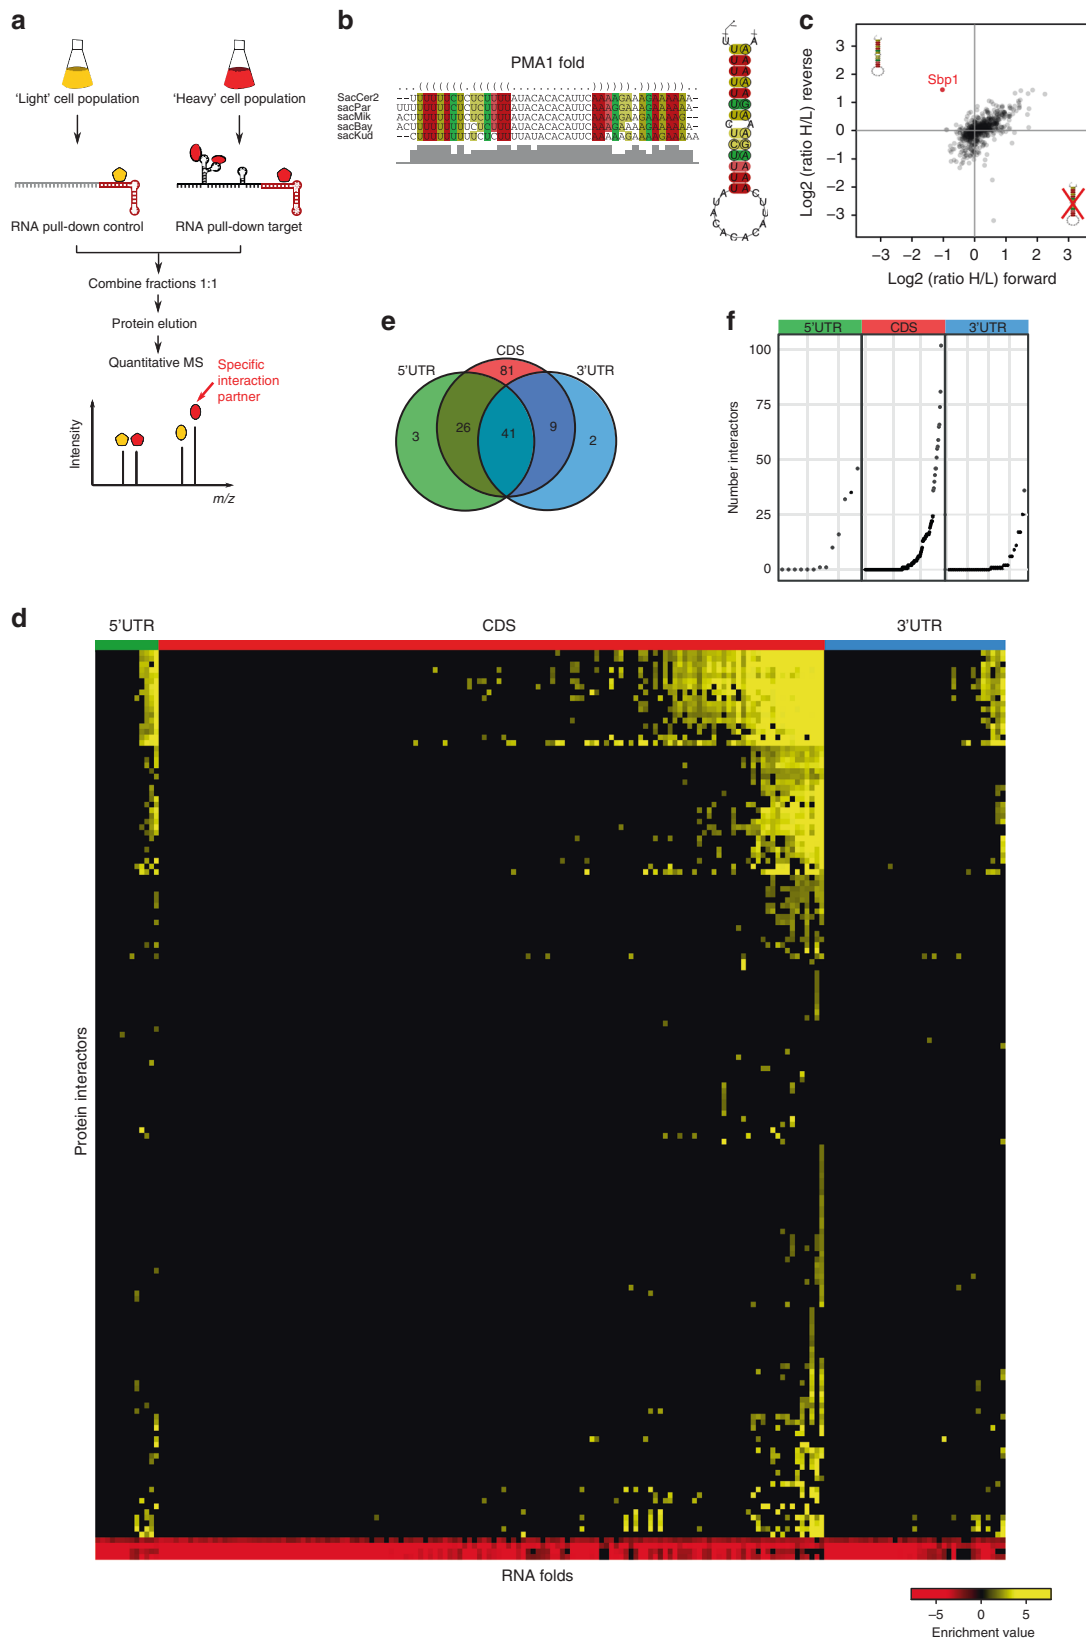 a
'Light' cell population
'Heavy' cell population
RNA pull-down control
RNA pull-down target
Combine fractions 1:1
Protein elution
Quantitative MS
Specific
interaction
partner
Intensity
m/z
b
PMA1 fold
SacCer2
sacPar
sacMik
sacBay
sacKud
c
Log2 (ratio H/L) reverse
3
2
1
0
−1
−2
−3
Sbp1
−3 −2 −1 0 1 2 3
Log2 (ratio H/L) forward
e
CDS
5'UTR
3'UTR
81
3
26
41
9
2
f
5'UTR CDS 3'UTR
Number interactors
100
75
50
25
0
d
5'UTR CDS 3'UTR
Protein interactors
RNA folds
−5 0 5
Enrichment value